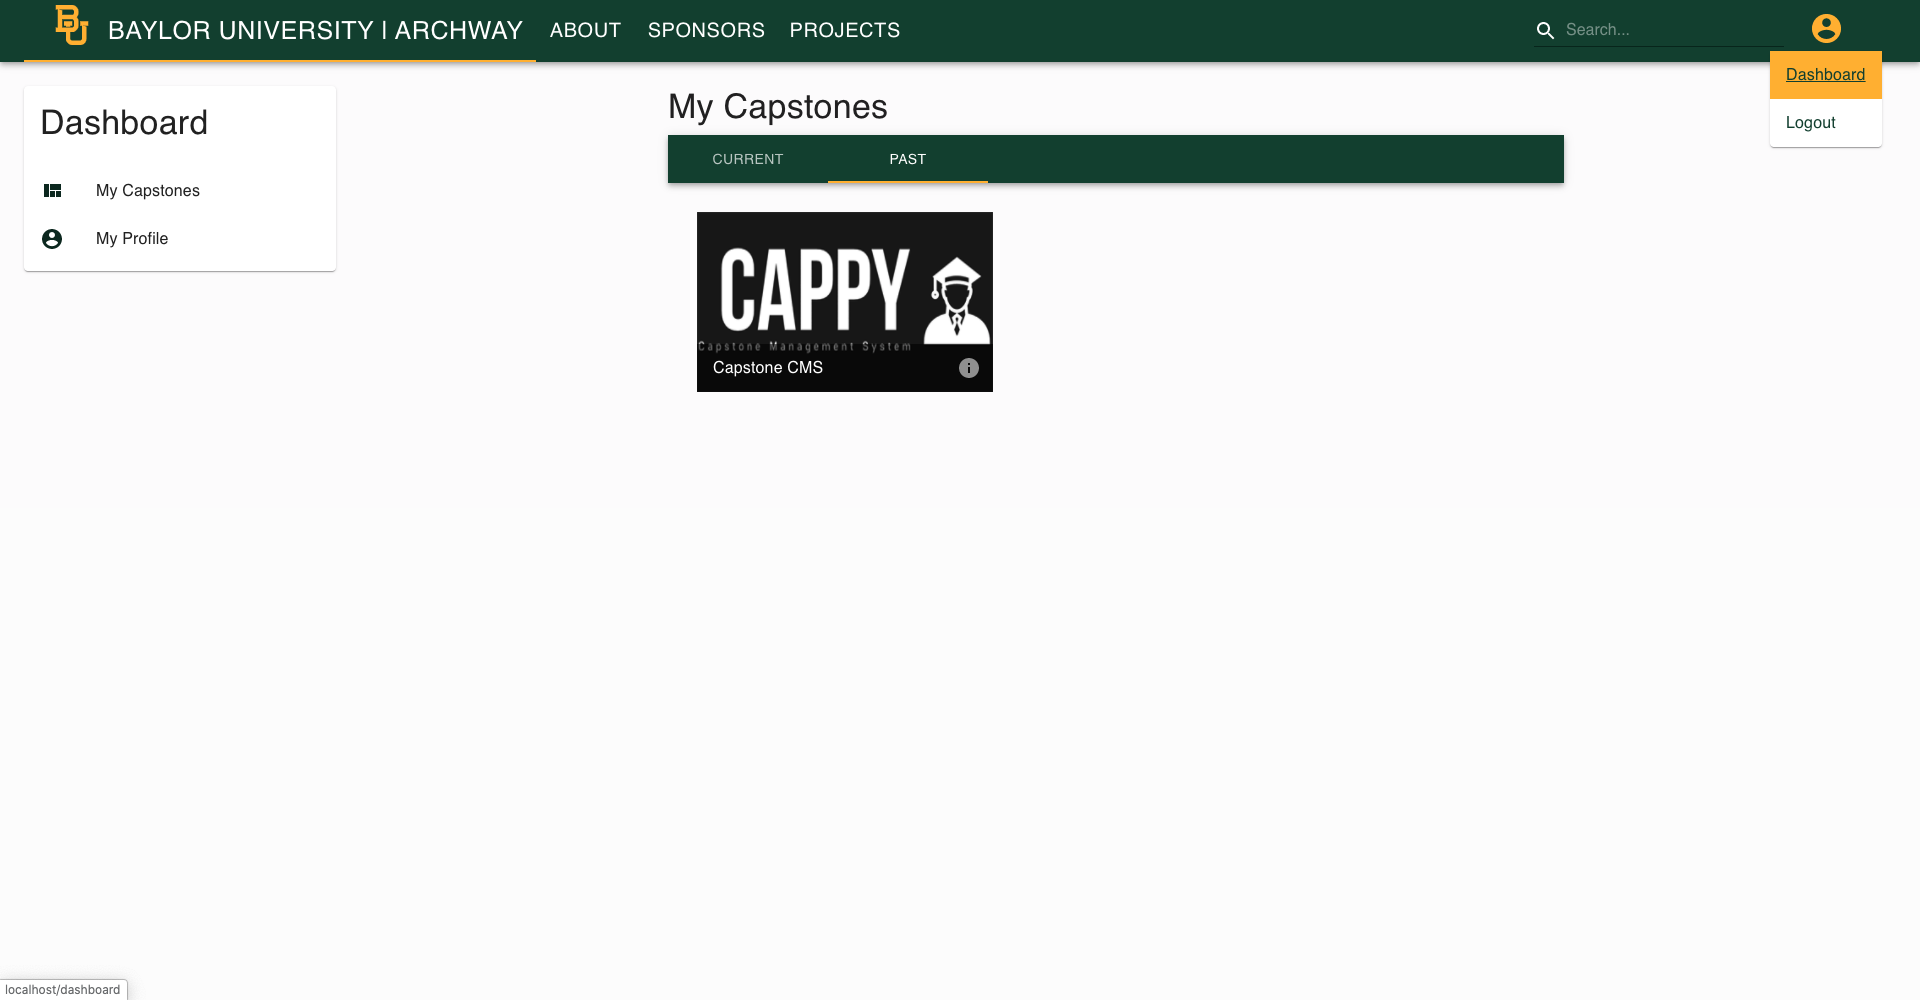 BU BAYLOR UNIVERSITY | ARCHWAY ABOUT SPONSORS PROJECTS Search...
Dashboard
Logout
Dashboard
My Capstones
My Profile
My Capstones
CURRENT PAST
CAPPY
Capstone Management System
Capstone CMS
localhost/dashboard